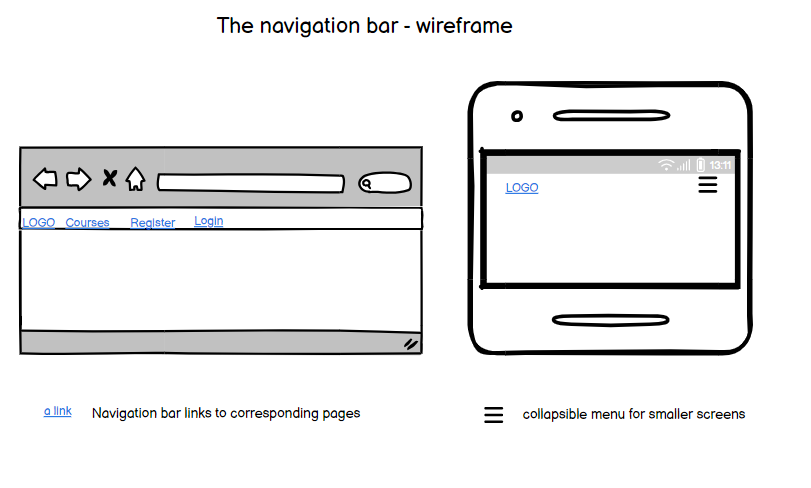 The navigation bar - wireframe
13:11
LOGO
LOGO Courses Register Login
a link Navigation bar links to corresponding pages
collapsible menu for smaller screens